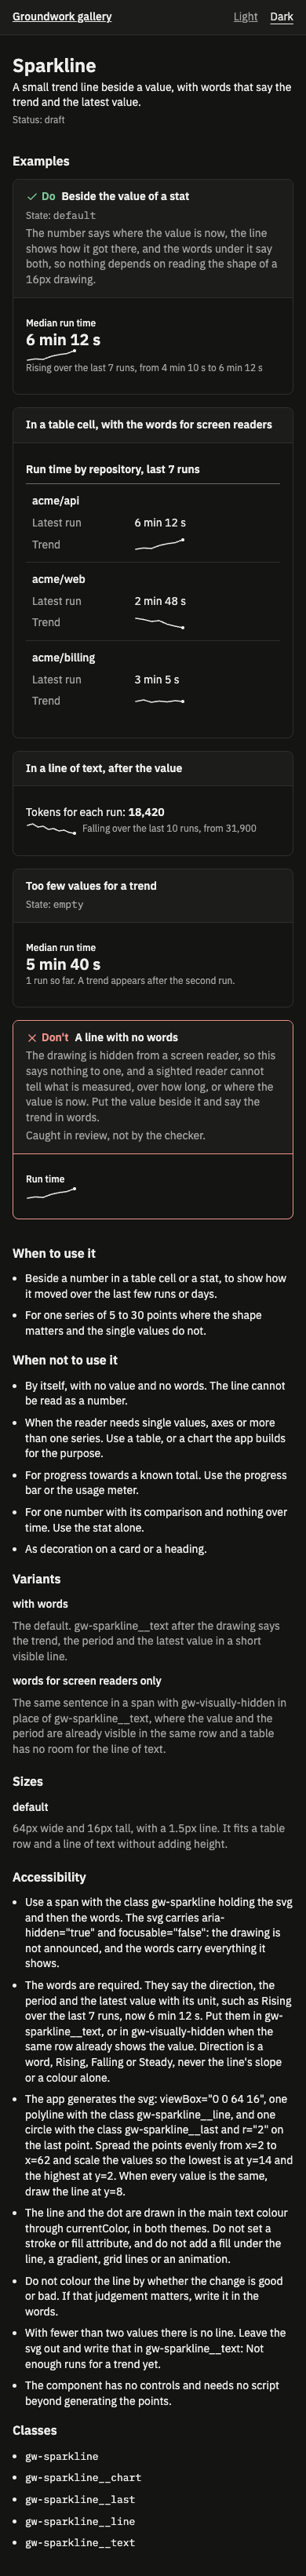 Groundwork gallery Light Dark
Sparkline
A small trend line beside a value, with words that say the
trend and the latest value.
Status: draft
Examples
Do Beside the value of a stat
State: default
The number says where the value is now, the line
shows how it got there, and the words under it say
both, so nothing depends on reading the shape of a
16px drawing.
Median run time
6 min 12 s
Rising over the last 7 runs, from 4 min 10 s to 6 min 12 s
In a table cell, with the words for screen readers
Run time by repository, last 7 runs
acme/api
Latest run 6 min 12 s
Trend
acme/web
Latest run 2 min 48 s
Trend
acme/billing
Latest run 3 min 5 s
Trend
In a line of text, after the value
Tokens for each run: 18,420
Falling over the last 10 runs, from 31,900
Too few values for a trend
State: empty
Median run time
5 min 40 s
1 run so far. A trend appears after the second run.
Don't A line with no words
The drawing is hidden from a screen reader, so this
says nothing to one, and a sighted reader cannot
tell what is measured, over how long, or where the
value is now. Put the value beside it and say the
trend in words.
Caught in review, not by the checker.
Run time
When to use it
• Beside a number in a table cell or a stat, to show how
it moved over the last few runs or days.
• For one series of 5 to 30 points where the shape
matters and the single values do not.
When not to use it
• By itself, with no value and no words. The line cannot
be read as a number.
• When the reader needs single values, axes or more
than one series. Use a table, or a chart the app builds
for the purpose.
• For progress towards a known total. Use the progress
bar or the usage meter.
• For one number with its comparison and nothing over
time. Use the stat alone.
• As decoration on a card or a heading.
Variants
with words
The default. gw-sparkline__text after the drawing says
the trend, the period and the latest value in a short
visible line.
words for screen readers only
The same sentence in a span with gw-visually-hidden in
place of gw-sparkline__text, where the value and the
period are already visible in the same row and a table
has no room for the line of text.
Sizes
default
64px wide and 16px tall, with a 1.5px line. It fits a table
row and a line of text without adding height.
Accessibility
• Use a span with the class gw-sparkline holding the svg
and then the words. The svg carries aria-
hidden="true" and focusable="false": the drawing is
not announced, and the words carry everything it
shows.
• The words are required. They say the direction, the
period and the latest value with its unit, such as Rising
over the last 7 runs, now 6 min 12 s. Put them in gw-
sparkline__text, or in gw-visually-hidden when the
same row already shows the value. Direction is a
word, Rising, Falling or Steady, never the line's slope
or a colour alone.
• The app generates the svg: viewBox="0 0 64 16", one
polyline with the class gw-sparkline__line, and one
circle with the class gw-sparkline__last and r="2" on
the last point. Spread the points evenly from x=2 to
x=62 and scale the values so the lowest is at y=14 and
the highest at y=2. When every value is the same,
draw the line at y=8.
• The line and the dot are drawn in the main text colour
through currentColor, in both themes. Do not set a
stroke or fill attribute, and do not add a fill under the
line, a gradient, grid lines or an animation.
• Do not colour the line by whether the change is good
or bad. If that judgement matters, write it in the
words.
• With fewer than two values there is no line. Leave the
svg out and write that in gw-sparkline__text: Not
enough runs for a trend yet.
• The component has no controls and needs no script
beyond generating the points.
Classes
• gw-sparkline
• gw-sparkline__chart
• gw-sparkline__last
• gw-sparkline__line
• gw-sparkline__text